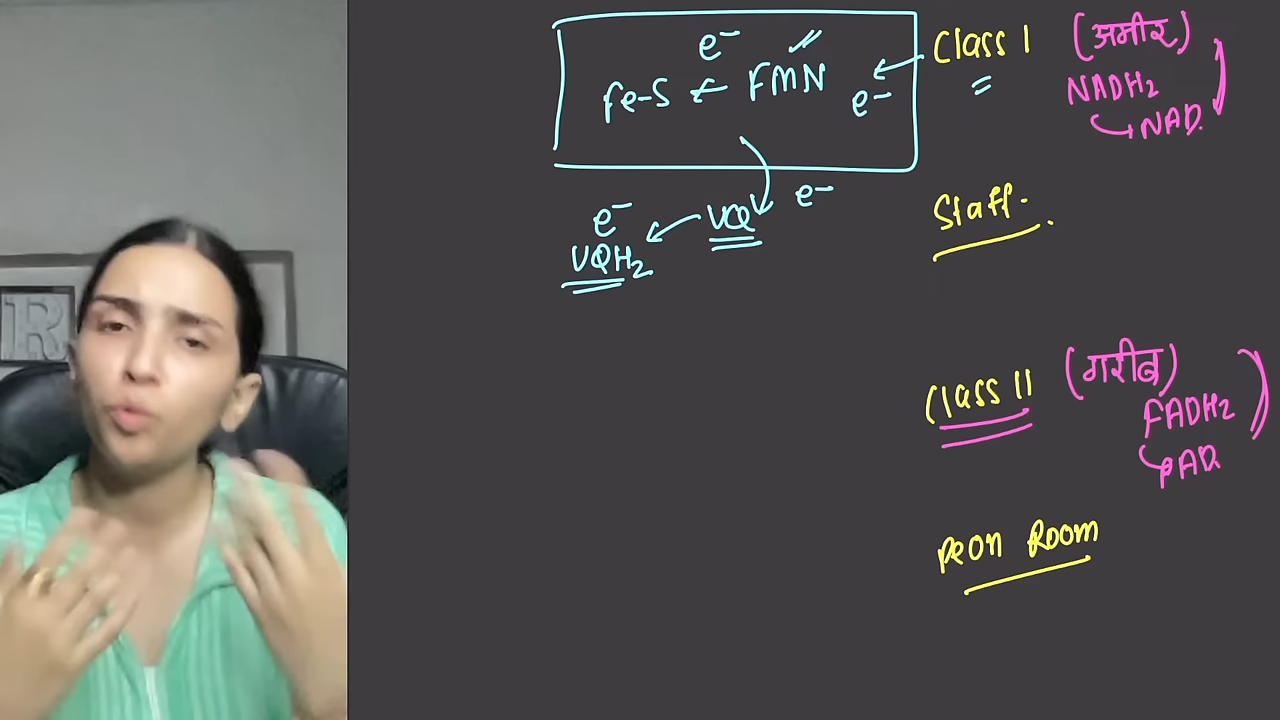 e⁻
Fe-S ← FMN
e⁻
Class I (अमीर)
NADH₂
→ NAD.
e⁻
UQ
e⁻
UQH₂
Staff.
Class II (गरीब)
FADH₂
→ FAD
Peon Room
R